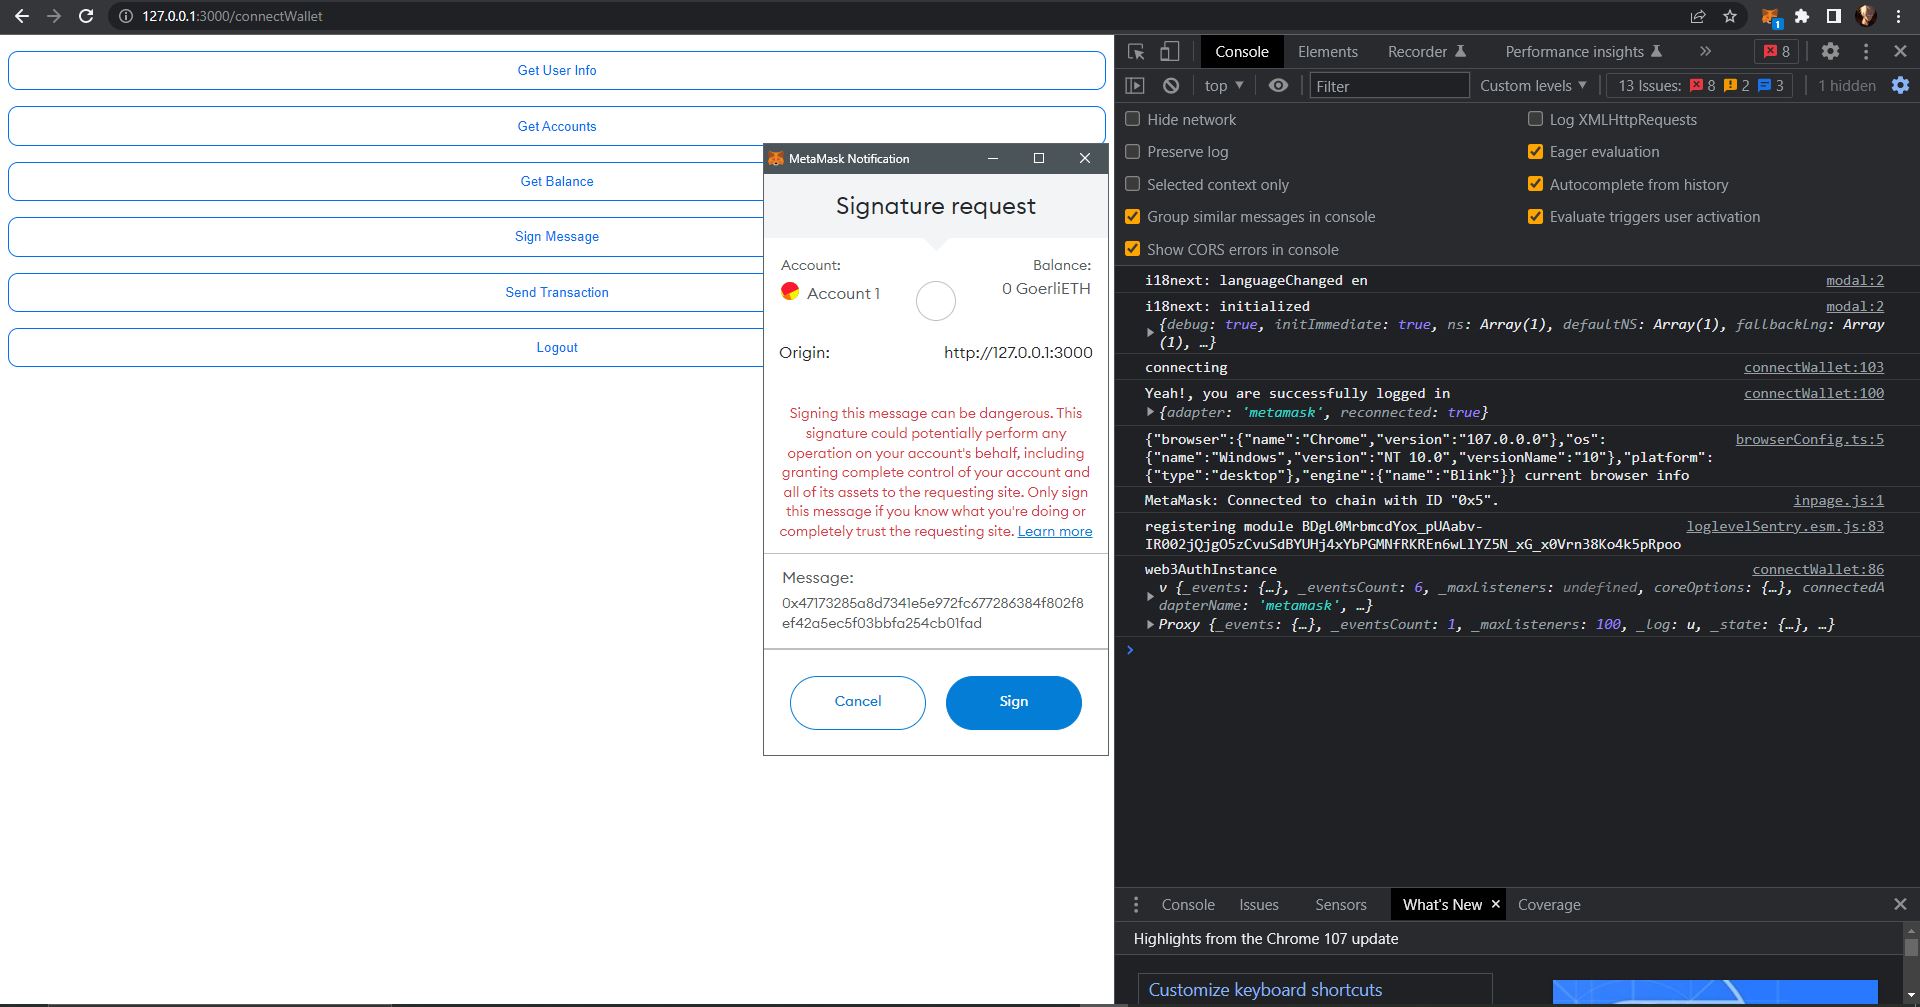 127.0.0.1:3000/connectWallet
1
Get User Info
Get Accounts
Get Balance
Sign Message
Send Transaction
Logout
MetaMask Notification
Signature request
Account:
Balance:
Account 1
0 GoerliETH
Origin:
http://127.0.0.1:3000
Signing this message can be dangerous. This
signature could potentially perform any
operation on your account's behalf, including
granting complete control of your account and
all of its assets to the requesting site. Only sign
this message if you know what you're doing or
completely trust the requesting site. Learn more
Message:
0x47173285a8d7341e5e972fc677286384f802f8
ef42a5ec5f03bbfa254cb01fad
Cancel
Sign
Console Elements Recorder Performance insights 8
top Filter Custom levels 13 Issues: 8 2 3 1 hidden
Hide network
Log XMLHttpRequests
Preserve log
Eager evaluation
Selected context only
Autocomplete from history
Group similar messages in console
Evaluate triggers user activation
Show CORS errors in console
i18next: languageChanged en modal:2
i18next: initialized modal:2
{debug: true, initImmediate: true, ns: Array(1), defaultNS: Array(1), fallbackLng: Array
(1), …}
connecting connectWallet:103
Yeah!, you are successfully logged in connectWallet:100
{adapter: 'metamask', reconnected: true}
{"browser":{"name":"Chrome","version":"107.0.0.0"},"os": browserConfig.ts:5
{"name":"Windows","version":"NT 10.0","versionName":"10"},"platform":
{"type":"desktop"},"engine":{"name":"Blink"}} current browser info
MetaMask: Connected to chain with ID "0x5". inpage.js:1
registering module BDgL0MrbmcdYox_pUAabv- loglevelSentry.esm.js:83
IR002jQjgO5zCvuSdBYUHj4xYbPGMNfRKREn6wLlYZ5N_xG_x0Vrn38Ko4k5pRpoo
web3AuthInstance connectWallet:86
v {_events: {…}, _eventsCount: 6, _maxListeners: undefined, coreOptions: {…}, connectedA
dapterName: 'metamask', …}
Proxy {_events: {…}, _eventsCount: 1, _maxListeners: 100, _log: u, _state: {…}, …}
Console Issues Sensors What's New Coverage
Highlights from the Chrome 107 update
Customize keyboard shortcuts